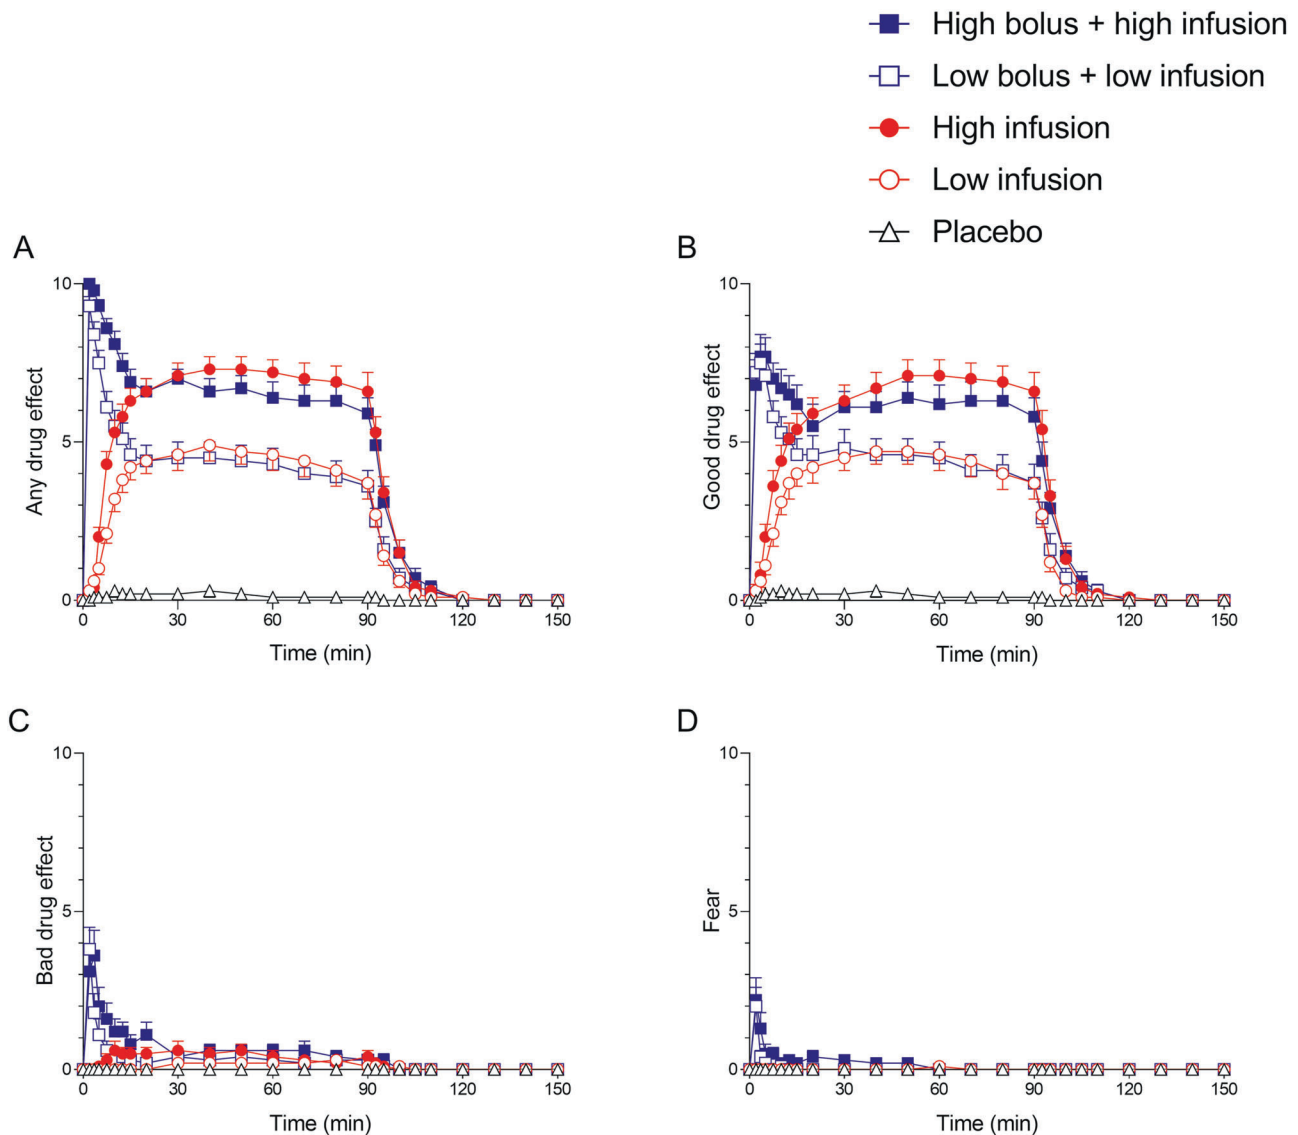 High bolus + high infusion
Low bolus + low infusion
High infusion
Low infusion
Placebo
A
10
5
0
Any drug effect
0 30 60 90 120 150
Time (min)
B
10
5
0
Good drug effect
0 30 60 90 120 150
Time (min)
C
10
5
0
Bad drug effect
0 30 60 90 120 150
Time (min)
D
10
5
0
Fear
0 30 60 90 120 150
Time (min)